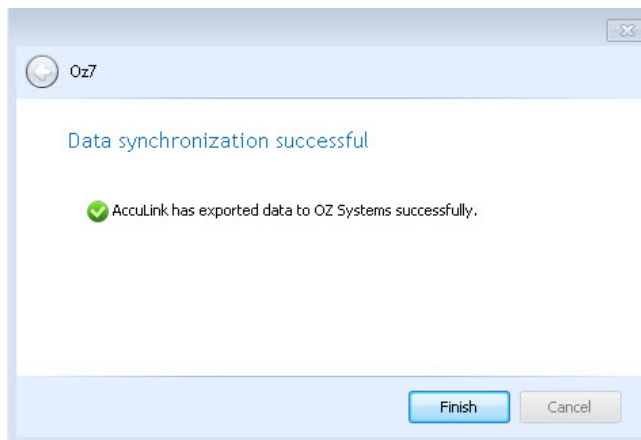 Oz7
Data synchronization successful
AccuLink has exported data to OZ Systems successfully.
Finish
Cancel